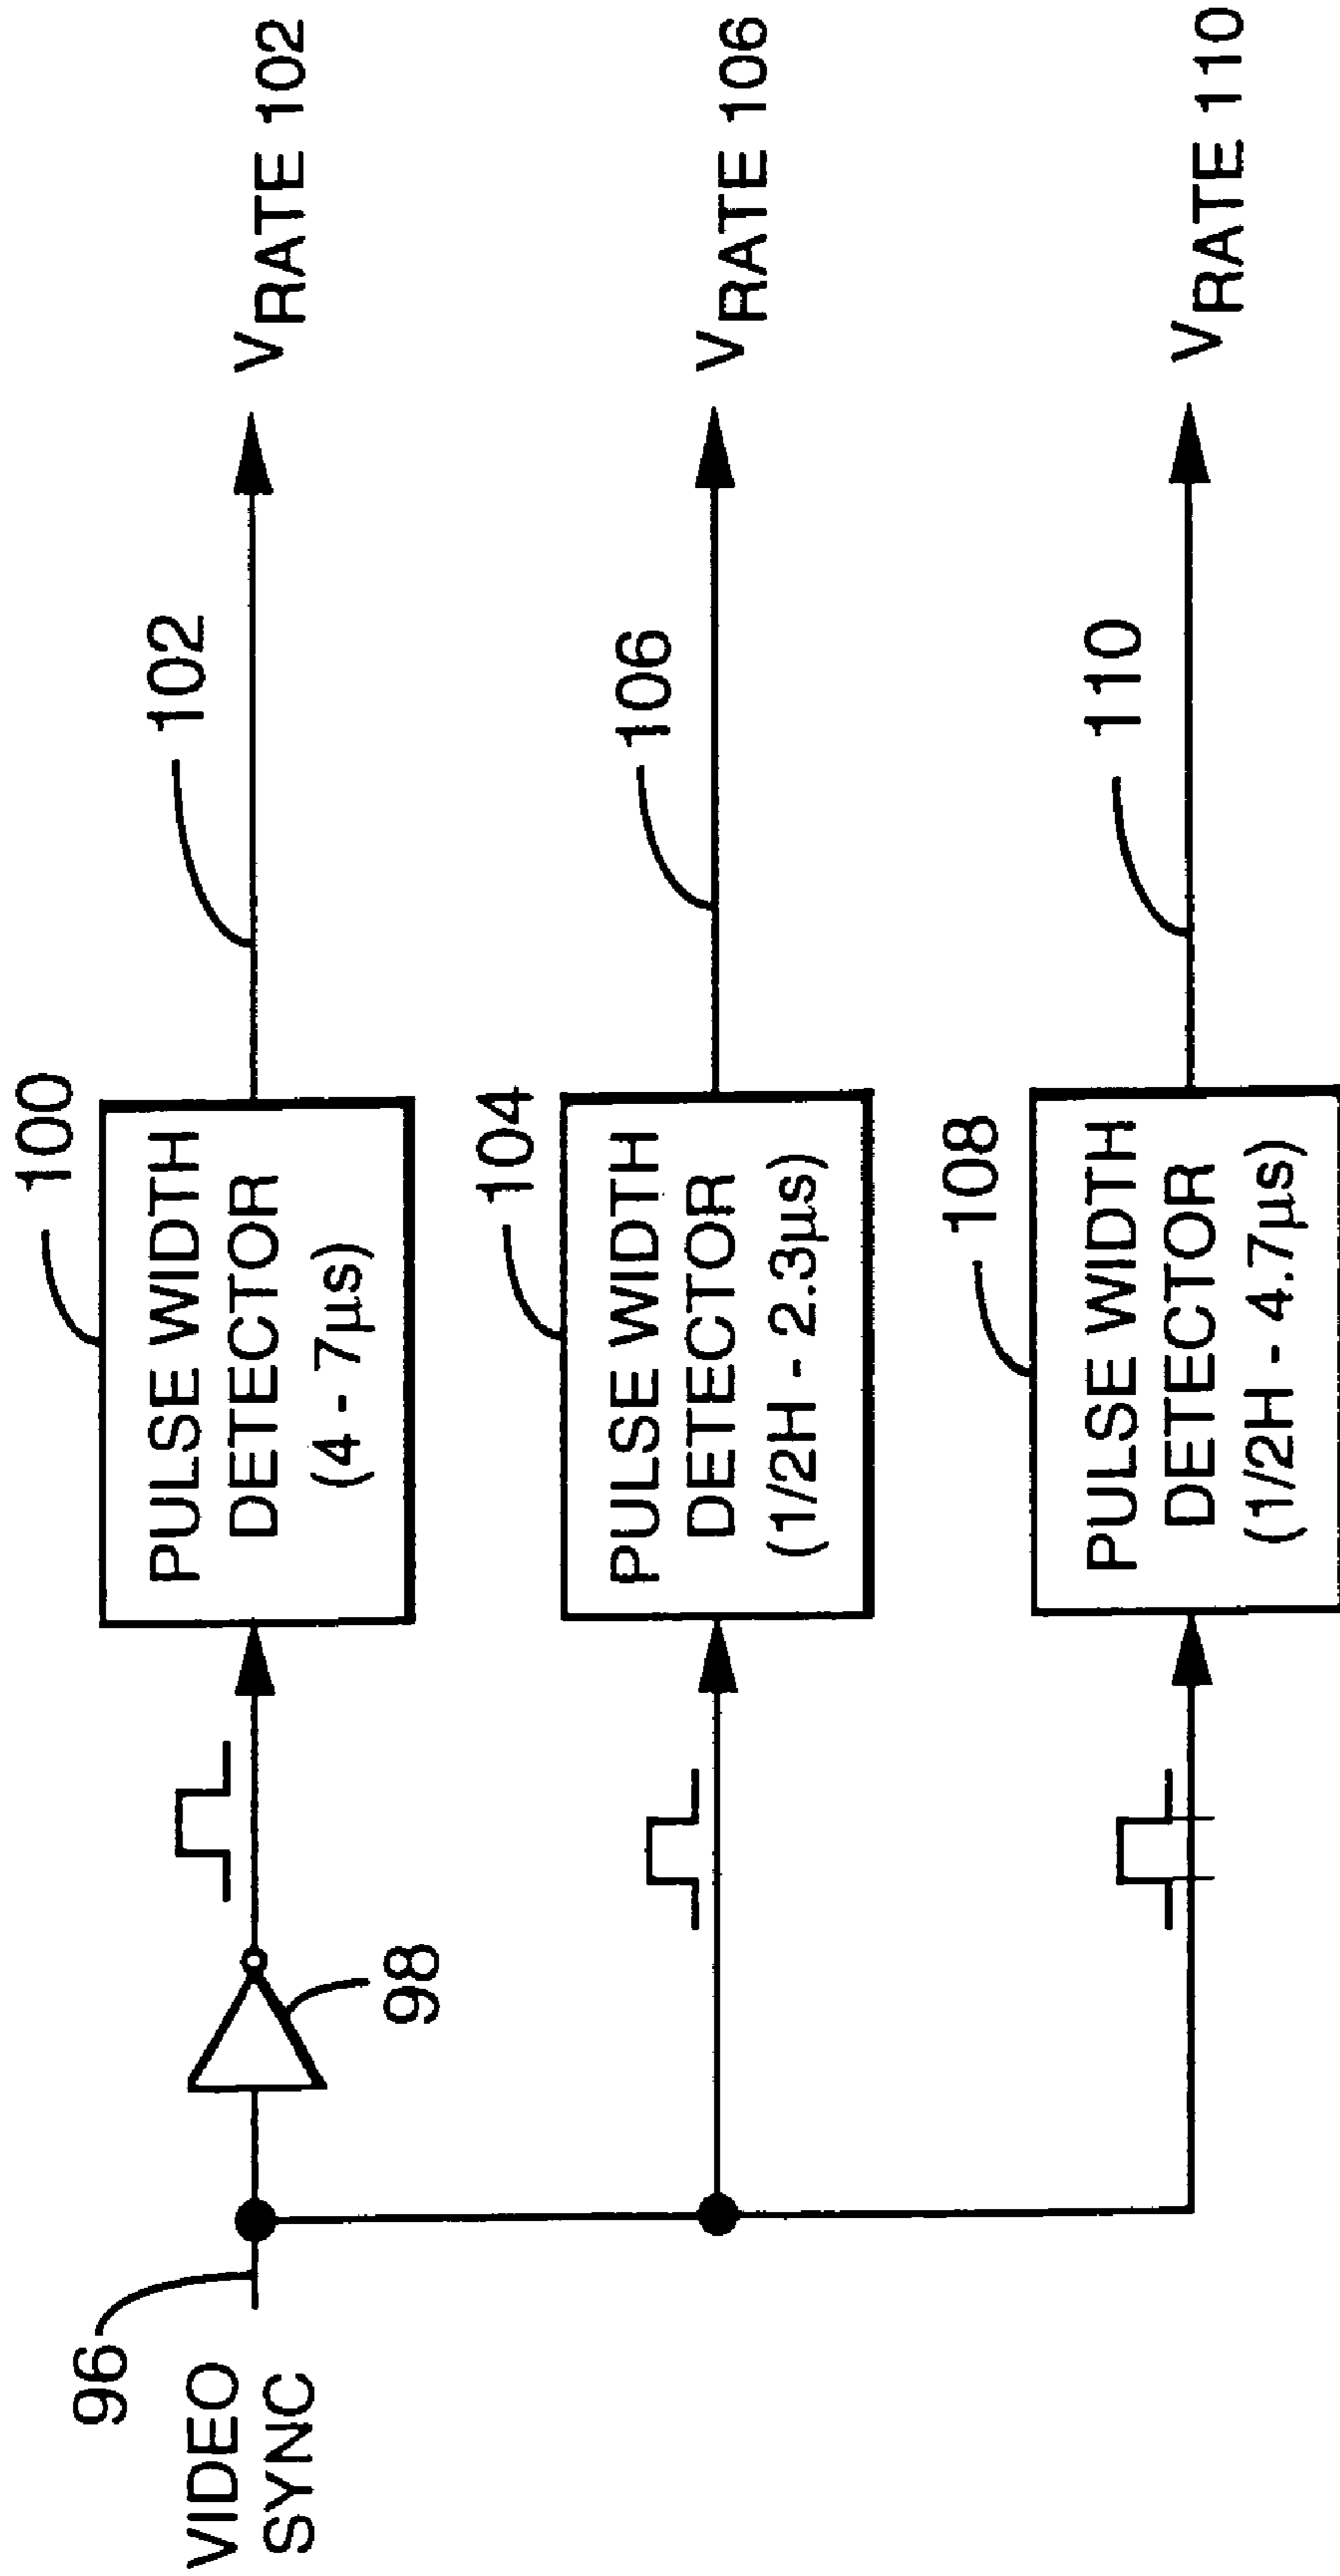 VIDEO
SYNC
96
98
100
PULSE WIDTH
DETECTOR
(4 - 7μs)
102
VRATE 102
104
PULSE WIDTH
DETECTOR
(1/2H - 2.3μs)
106
VRATE 106
108
PULSE WIDTH
DETECTOR
(1/2H - 4.7μs)
110
VRATE 110